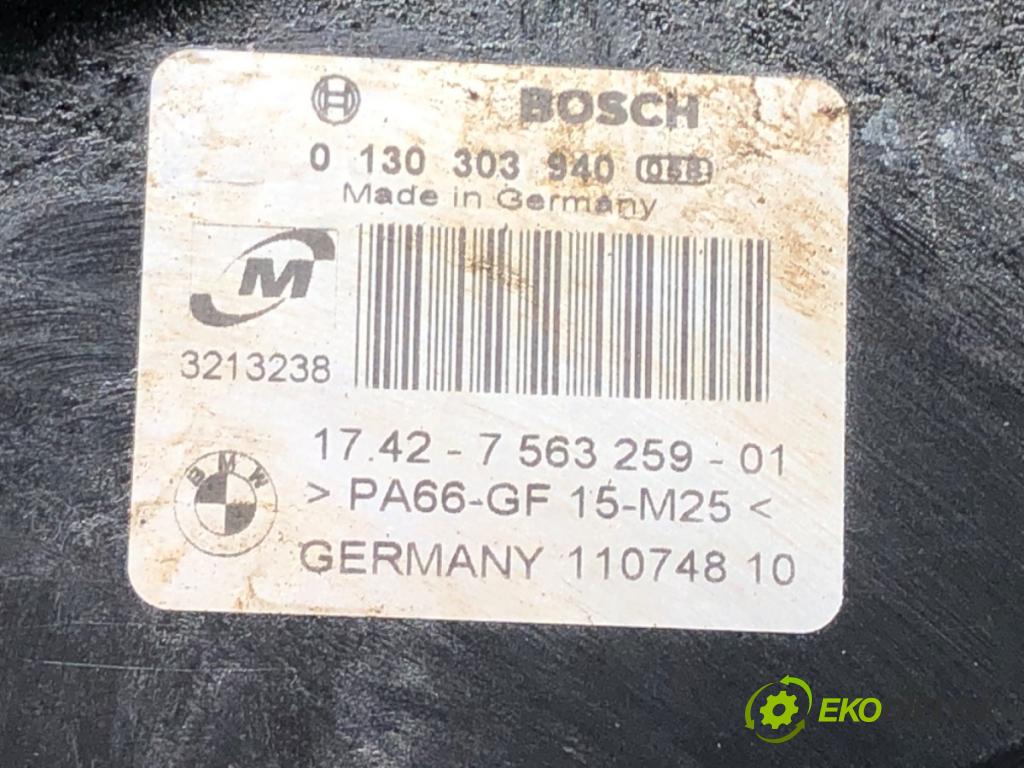 BOSCH
0 130 303 940 058
Made in Germany
M
3213238
17.42 - 7 563 259 - 01
BMW
> PA66-GF 15-M25 <
GERMANY 110748 10
EKO